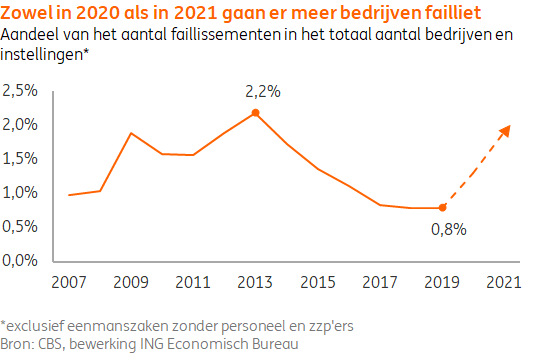 Zowel in 2020 als in 2021 gaan er meer bedrijven failliet
Aandeel van het aantal faillissementen in het totaal aantal bedrijven en
instellingen*
2,5%
2,0%
1,5%
1,0%
0,5%
0,0%
2,2%
0,8%
2007 2009 2011 2013 2015 2017 2019 2021
*exclusief eenmanszaken zonder personeel en zzp'ers
Bron: CBS, bewerking ING Economisch Bureau